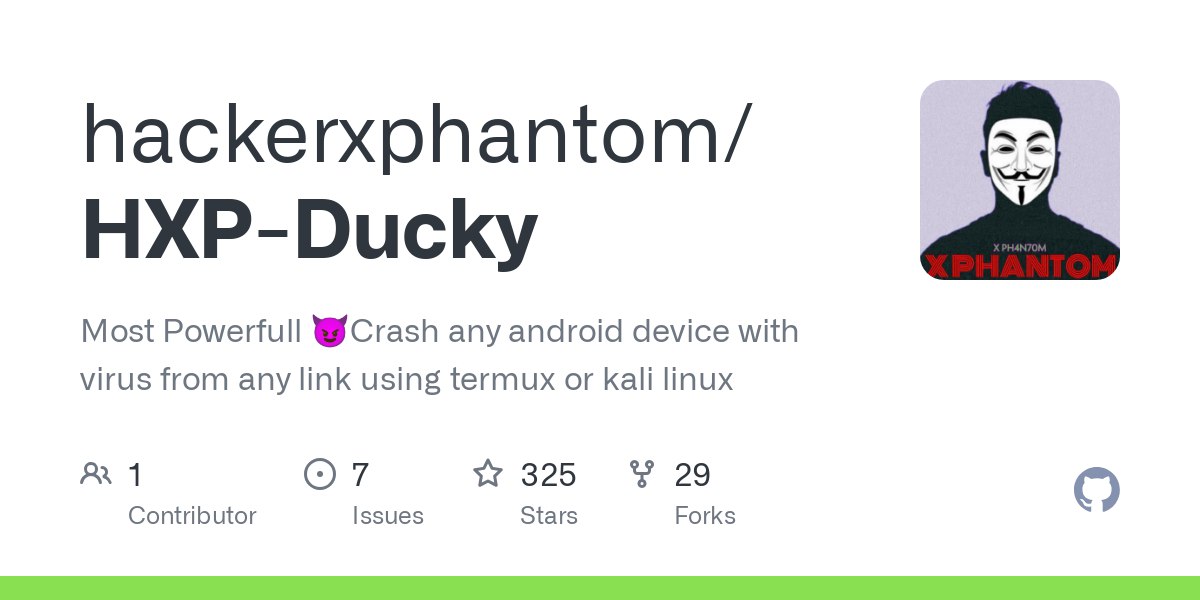 hackerxphantom/
HXP-Ducky
X PH4N70M
XPHANTOM
Most Powerfull 😈Crash any android device with
virus from any link using termux or kali linux
1
Contributor
7
Issues
325
Stars
29
Forks